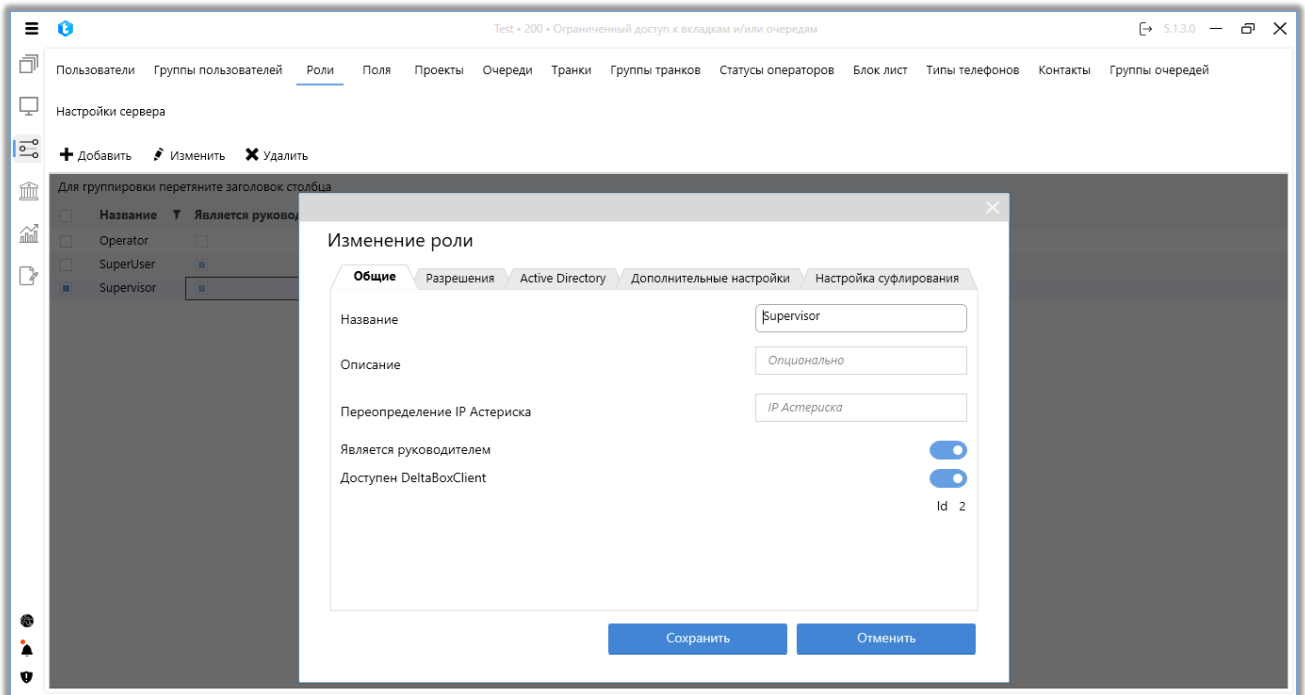 Test • 200 • Ограниченный доступ к вкладкам и/или очередям 5.1.3.0
Пользователи Группы пользователей Роли Поля Проекты Очереди Транки Группы транков Статусы операторов Блок лист Типы телефонов Контакты Группы очередей
Настройки сервера
Добавить Изменить Удалить
Для группировки перетяните заголовок столбца
Название Является руковод
Operator
SuperUser
Supervisor
Изменение роли
Общие Разрешения Active Directory Дополнительные настройки Настройка суфлирования
Название Supervisor
Описание Опционально
Переопределение IP Астериска IP Астериска
Является руководителем
Доступен DeltaBoxClient
Id 2
Сохранить Отменить